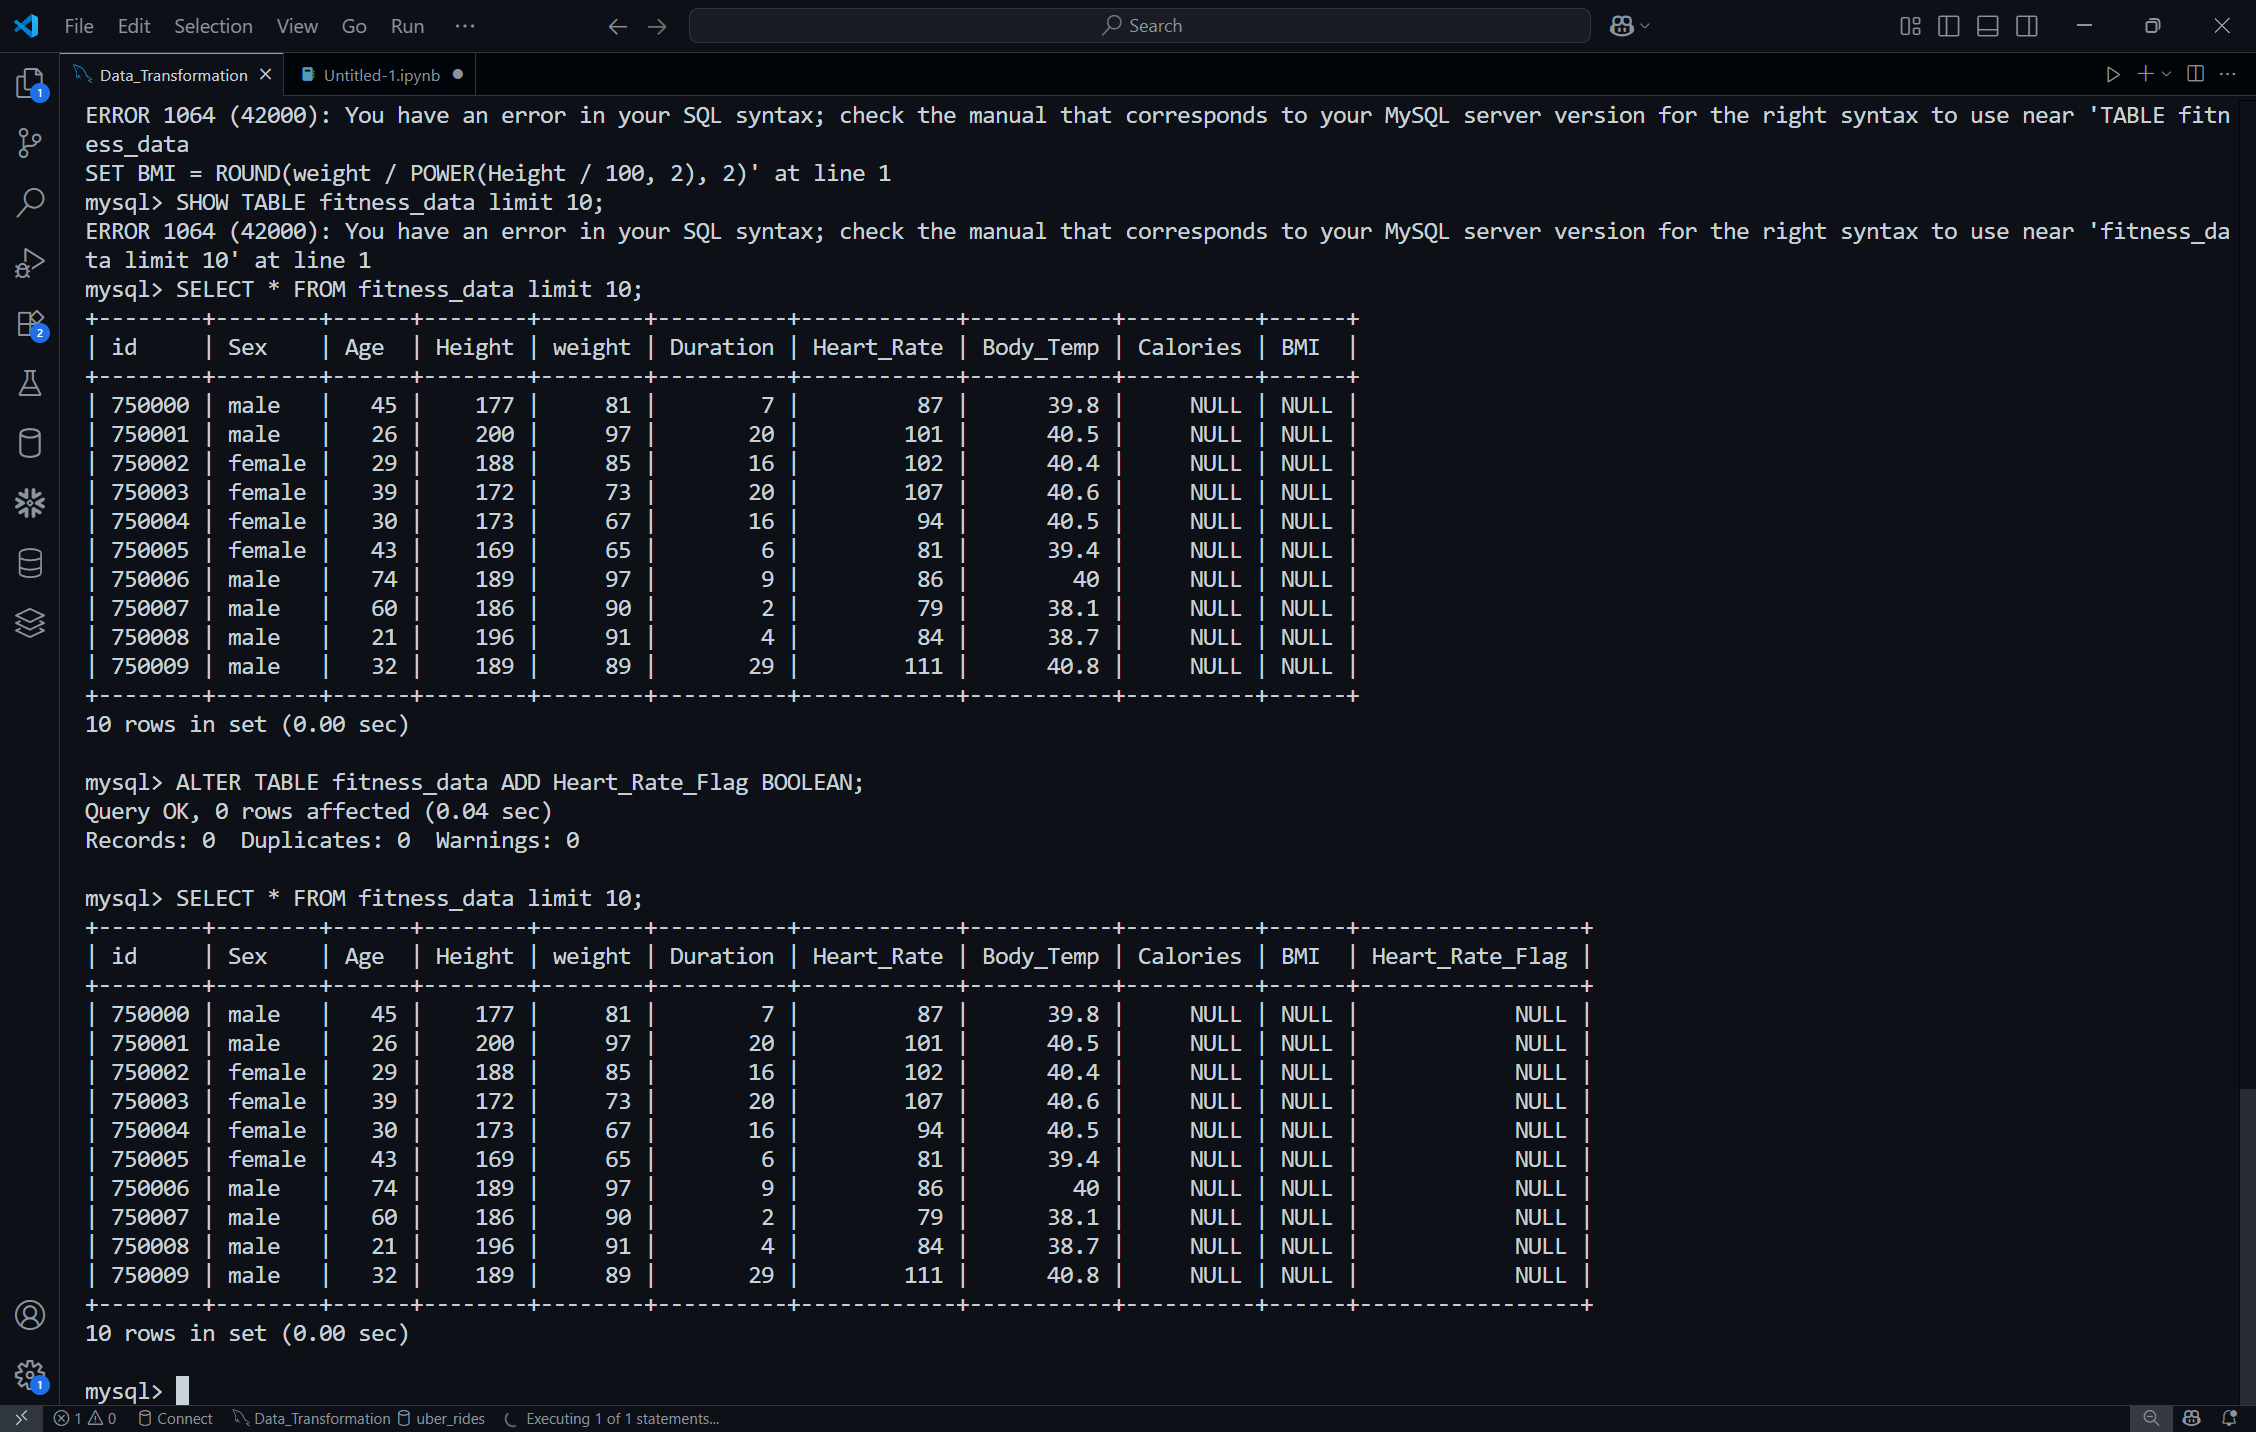 File Edit Selection View Go Run ··· Search
Data_Transformation Untitled-1.ipynb
ERROR 1064 (42000): You have an error in your SQL syntax; check the manual that corresponds to your MySQL server version for the right syntax to use near 'TABLE fitn
ess_data
SET BMI = ROUND(weight / POWER(Height / 100, 2), 2)' at line 1
mysql> SHOW TABLE fitness_data limit 10;
ERROR 1064 (42000): You have an error in your SQL syntax; check the manual that corresponds to your MySQL server version for the right syntax to use near 'fitness_da
ta limit 10' at line 1
mysql> SELECT * FROM fitness_data limit 10;
+--------+--------+------+--------+--------+----------+------------+-----------+----------+------+
| id     | Sex    | Age  | Height | weight | Duration | Heart_Rate | Body_Temp | Calories | BMI  |
+--------+--------+------+--------+--------+----------+------------+-----------+----------+------+
| 750000 | male   |   45 |    177 |     81 |        7 |         87 |      39.8 |     NULL | NULL |
| 750001 | male   |   26 |    200 |     97 |       20 |        101 |      40.5 |     NULL | NULL |
| 750002 | female |   29 |    188 |     85 |       16 |        102 |      40.4 |     NULL | NULL |
| 750003 | female |   39 |    172 |     73 |       20 |        107 |      40.6 |     NULL | NULL |
| 750004 | female |   30 |    173 |     67 |       16 |         94 |      40.5 |     NULL | NULL |
| 750005 | female |   43 |    169 |     65 |        6 |         81 |      39.4 |     NULL | NULL |
| 750006 | male   |   74 |    189 |     97 |        9 |         86 |        40 |     NULL | NULL |
| 750007 | male   |   60 |    186 |     90 |        2 |         79 |      38.1 |     NULL | NULL |
| 750008 | male   |   21 |    196 |     91 |        4 |         84 |      38.7 |     NULL | NULL |
| 750009 | male   |   32 |    189 |     89 |       29 |        111 |      40.8 |     NULL | NULL |
+--------+--------+------+--------+--------+----------+------------+-----------+----------+------+
10 rows in set (0.00 sec)
mysql> ALTER TABLE fitness_data ADD Heart_Rate_Flag BOOLEAN;
Query OK, 0 rows affected (0.04 sec)
Records: 0  Duplicates: 0  Warnings: 0
mysql> SELECT * FROM fitness_data limit 10;
+--------+--------+------+--------+--------+----------+------------+-----------+----------+------+-----------------+
| id     | Sex    | Age  | Height | weight | Duration | Heart_Rate | Body_Temp | Calories | BMI  | Heart_Rate_Flag |
+--------+--------+------+--------+--------+----------+------------+-----------+----------+------+-----------------+
| 750000 | male   |   45 |    177 |     81 |        7 |         87 |      39.8 |     NULL | NULL |            NULL |
| 750001 | male   |   26 |    200 |     97 |       20 |        101 |      40.5 |     NULL | NULL |            NULL |
| 750002 | female |   29 |    188 |     85 |       16 |        102 |      40.4 |     NULL | NULL |            NULL |
| 750003 | female |   39 |    172 |     73 |       20 |        107 |      40.6 |     NULL | NULL |            NULL |
| 750004 | female |   30 |    173 |     67 |       16 |         94 |      40.5 |     NULL | NULL |            NULL |
| 750005 | female |   43 |    169 |     65 |        6 |         81 |      39.4 |     NULL | NULL |            NULL |
| 750006 | male   |   74 |    189 |     97 |        9 |         86 |        40 |     NULL | NULL |            NULL |
| 750007 | male   |   60 |    186 |     90 |        2 |         79 |      38.1 |     NULL | NULL |            NULL |
| 750008 | male   |   21 |    196 |     91 |        4 |         84 |      38.7 |     NULL | NULL |            NULL |
| 750009 | male   |   32 |    189 |     89 |       29 |        111 |      40.8 |     NULL | NULL |            NULL |
+--------+--------+------+--------+--------+----------+------------+-----------+----------+------+-----------------+
10 rows in set (0.00 sec)
mysql>
1
2
1
1 0 Connect Data_Transformation uber_rides Executing 1 of 1 statements...